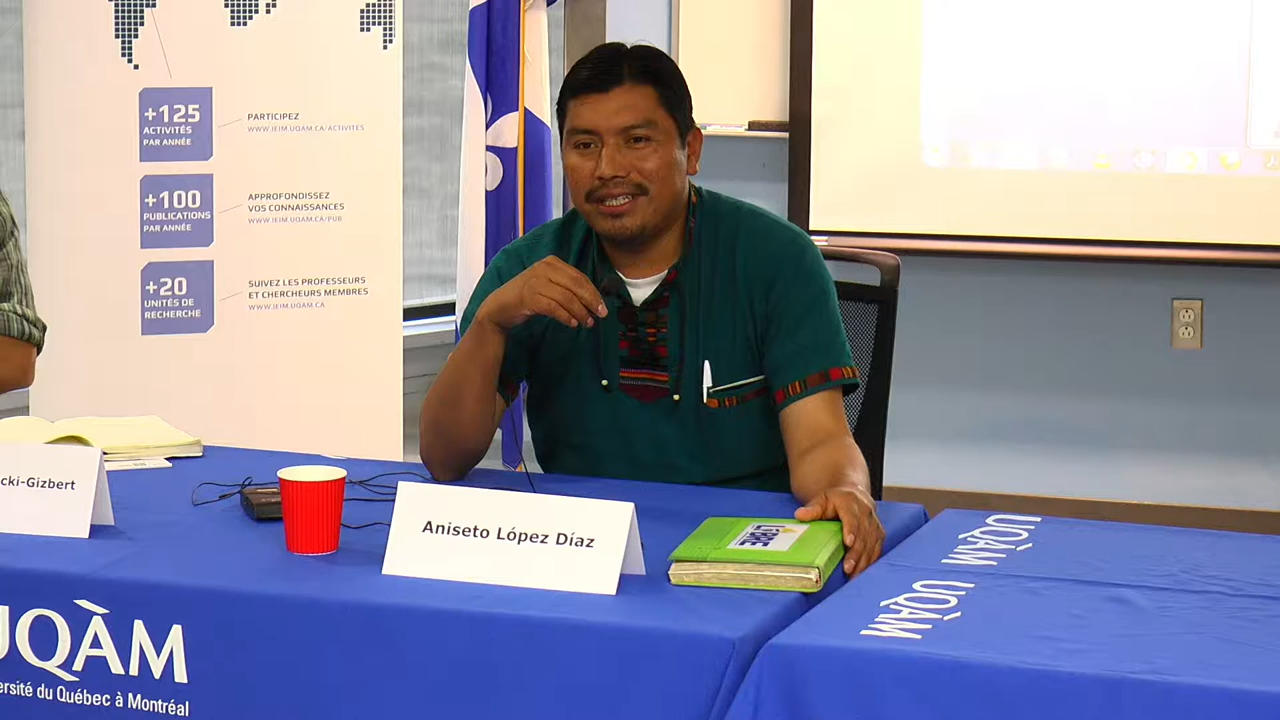 +125
ACTIVITÉS
PAR ANNÉE
PARTICIPEZ
WWW.IEIM.UQAM.CA/ACTIVITES
+100
PUBLICATIONS
PAR ANNÉE
APPROFONDISSEZ
VOS CONNAISSANCES
WWW.IEIM.UQAM.CA/PUB
+20
UNITÉS DE
RECHERCHE
SUIVEZ LES PROFESSEURS
ET CHERCHEURS MEMBRES
WWW.IEIM.UQAM.CA
cki-Gizbert
Aniseto López Díaz
LIBRE
UQÀM
UQÀM
UQÀM
ersité du Québec à Montréal